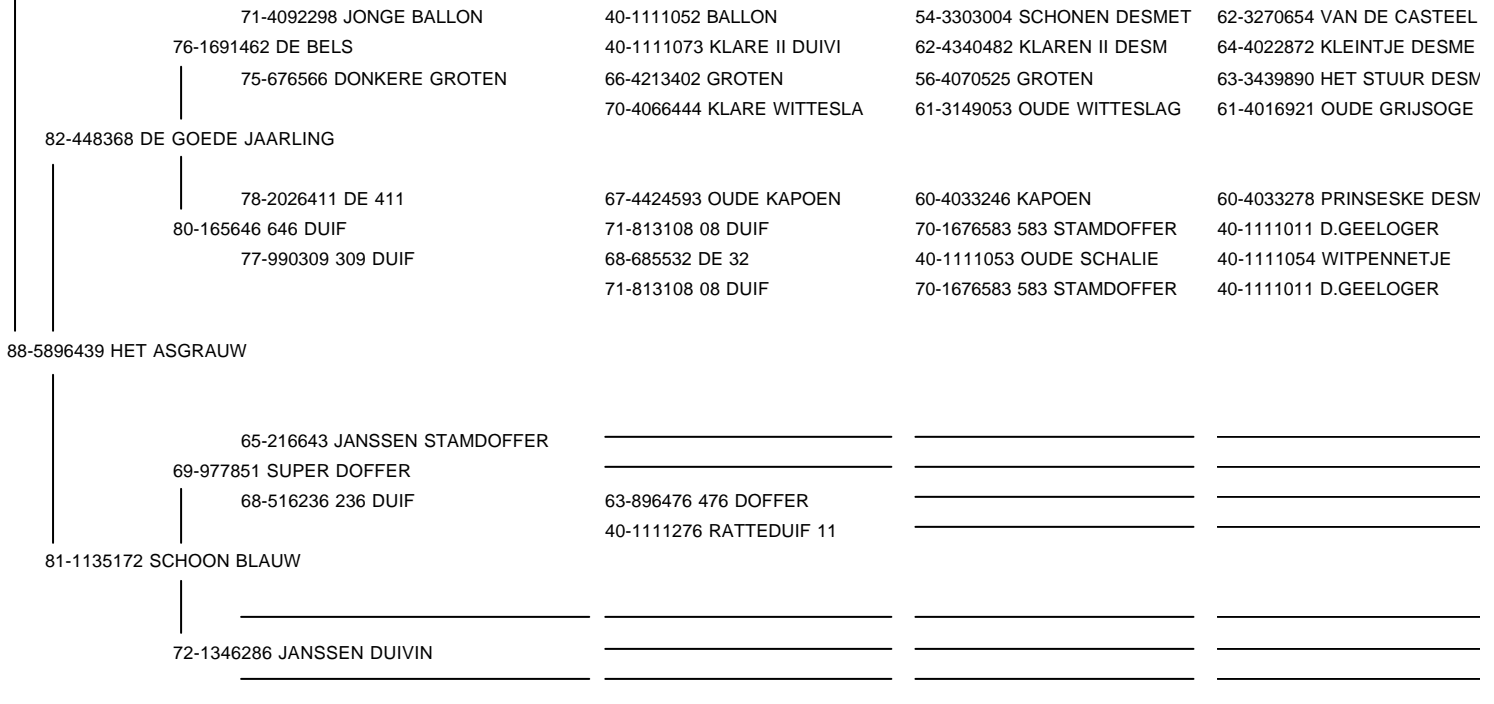 71-4092298 JONGE BALLON 40-1111052 BALLON 54-3303004 SCHONEN DESMET 62-3270654 VAN DE CASTEEL
76-1691462 DE BELS 40-1111073 KLARE II DUIVI 62-4340482 KLAREN II DESM 64-4022872 KLEINTJE DESME
75-676566 DONKERE GROTEN 66-4213402 GROTEN 56-4070525 GROTEN 63-3439890 HET STUUR DESM
70-4066444 KLARE WITTESLA 61-3149053 OUDE WITTESLAG 61-4016921 OUDE GRIJSOGE
82-448368 DE GOEDE JAARLING
78-2026411 DE 411 67-4424593 OUDE KAPOEN 60-4033246 KAPOEN 60-4033278 PRINSESKE DESM
80-165646 646 DUIF 71-813108 08 DUIF 70-1676583 583 STAMDOFFER 40-1111011 D.GEELOGER
77-990309 309 DUIF 68-685532 DE 32 40-1111053 OUDE SCHALIE 40-1111054 WITPENNETJE
71-813108 08 DUIF 70-1676583 583 STAMDOFFER 40-1111011 D.GEELOGER
88-5896439 HET ASGRAUW
65-216643 JANSSEN STAMDOFFER
69-977851 SUPER DOFFER
68-516236 236 DUIF 63-896476 476 DOFFER
40-1111276 RATTEDUIF 11
81-1135172 SCHOON BLAUW
72-1346286 JANSSEN DUIVIN